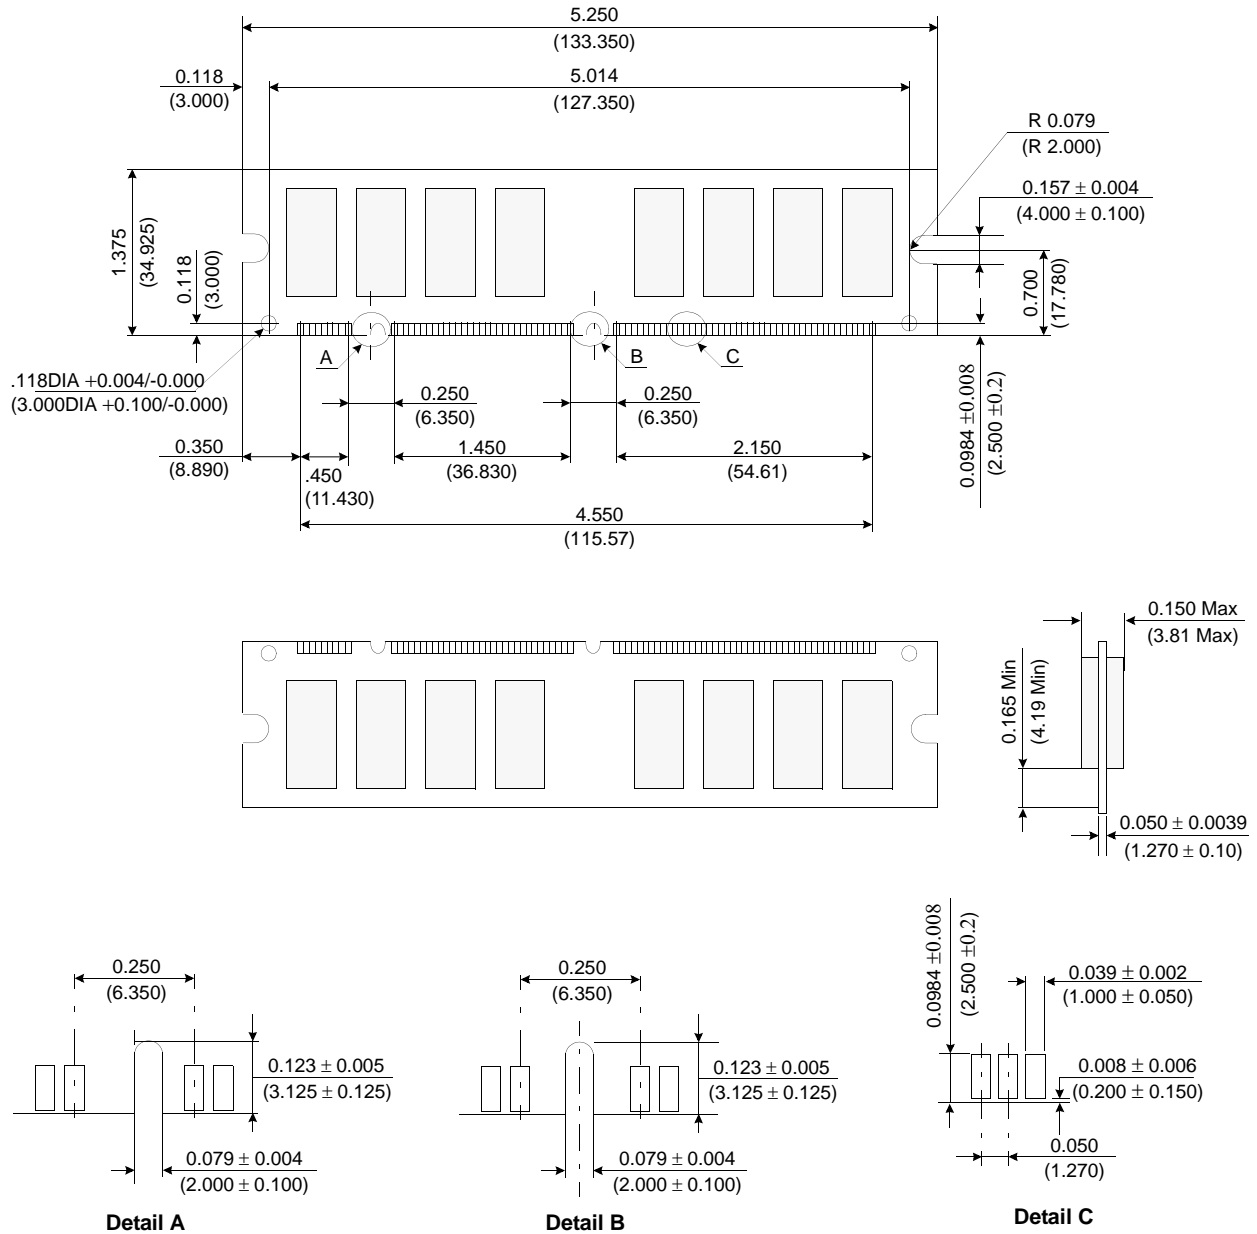 5.250
(133.350)
0.118
(3.000)
5.014
(127.350)
R 0.079
(R 2.000)
0.157 ± 0.004
(4.000 ± 0.100)
1.375
(34.925)
0.118
(3.000)
0.700
(17.780)
A
B
C
.118DIA +0.004/-0.000
(3.000DIA +0.100/-0.000)
0.250
(6.350)
0.250
(6.350)
0.0984 ±0.008
(2.500 ±0.2)
0.350
(8.890)
.450
(11.430)
1.450
(36.830)
2.150
(54.61)
4.550
(115.57)
0.150 Max
(3.81 Max)
0.165 Min
(4.19 Min)
0.050 ± 0.0039
(1.270 ± 0.10)
0.250
(6.350)
0.123 ± 0.005
(3.125 ± 0.125)
0.079 ± 0.004
(2.000 ± 0.100)
Detail A
0.250
(6.350)
0.123 ± 0.005
(3.125 ± 0.125)
0.079 ± 0.004
(2.000 ± 0.100)
Detail B
0.0984 ±0.008
(2.500 ±0.2)
0.039 ± 0.002
(1.000 ± 0.050)
0.008 ± 0.006
(0.200 ± 0.150)
0.050
(1.270)
Detail C